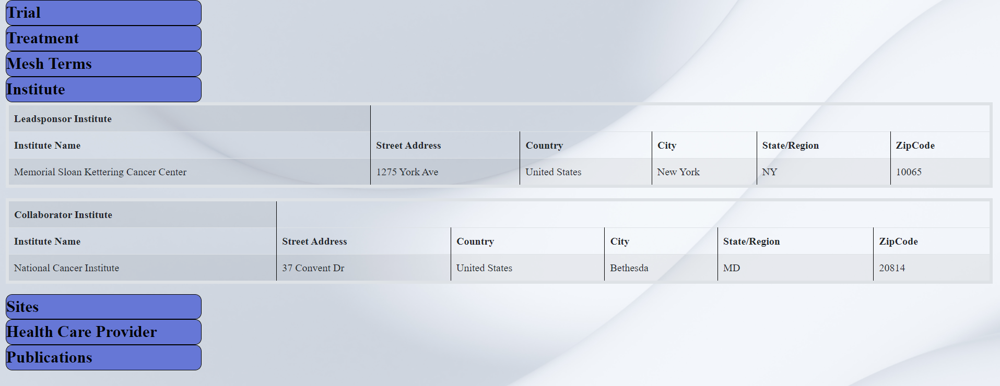 Trial
Treatment
Mesh Terms
Institute
Leadsponsor Institute
Institute Name Street Address Country City State/Region ZipCode
Memorial Sloan Kettering Cancer Center 1275 York Ave United States New York NY 10065
Collaborator Institute
Institute Name Street Address Country City State/Region ZipCode
National Cancer Institute 37 Convent Dr United States Bethesda MD 20814
Sites
Health Care Provider
Publications